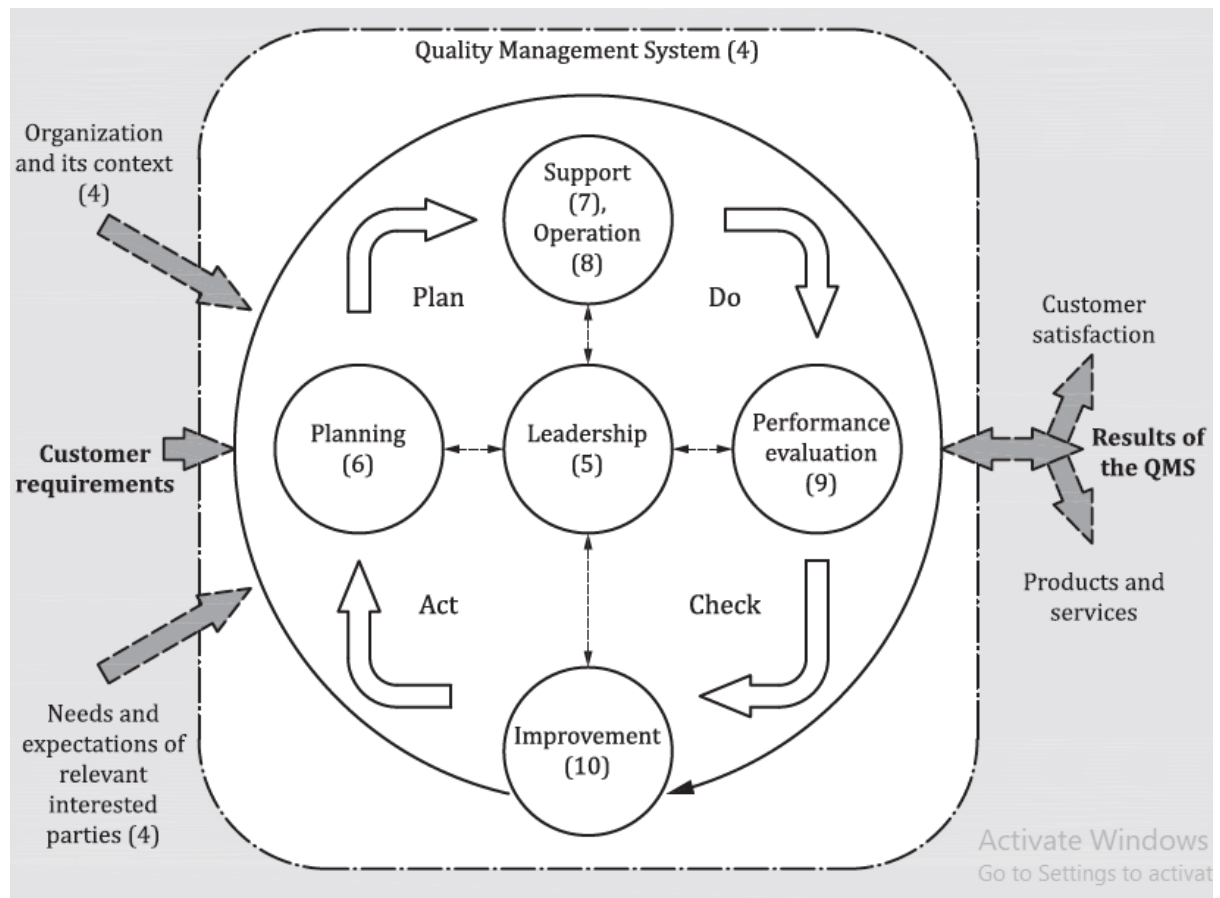 Quality Management System (4)
Organization
and its context
(4)
Support
(7),
Operation
(8)
Plan
Do
Customer
satisfaction
Planning
(6)
Leadership
(5)
Performance
evaluation
(9)
Customer
requirements
Results of
the QMS
Act
Check
Products and
services
Improvement
(10)
Needs and
expectations of
relevant
interested
parties (4)
Activate Windows
Go to Settings to activat